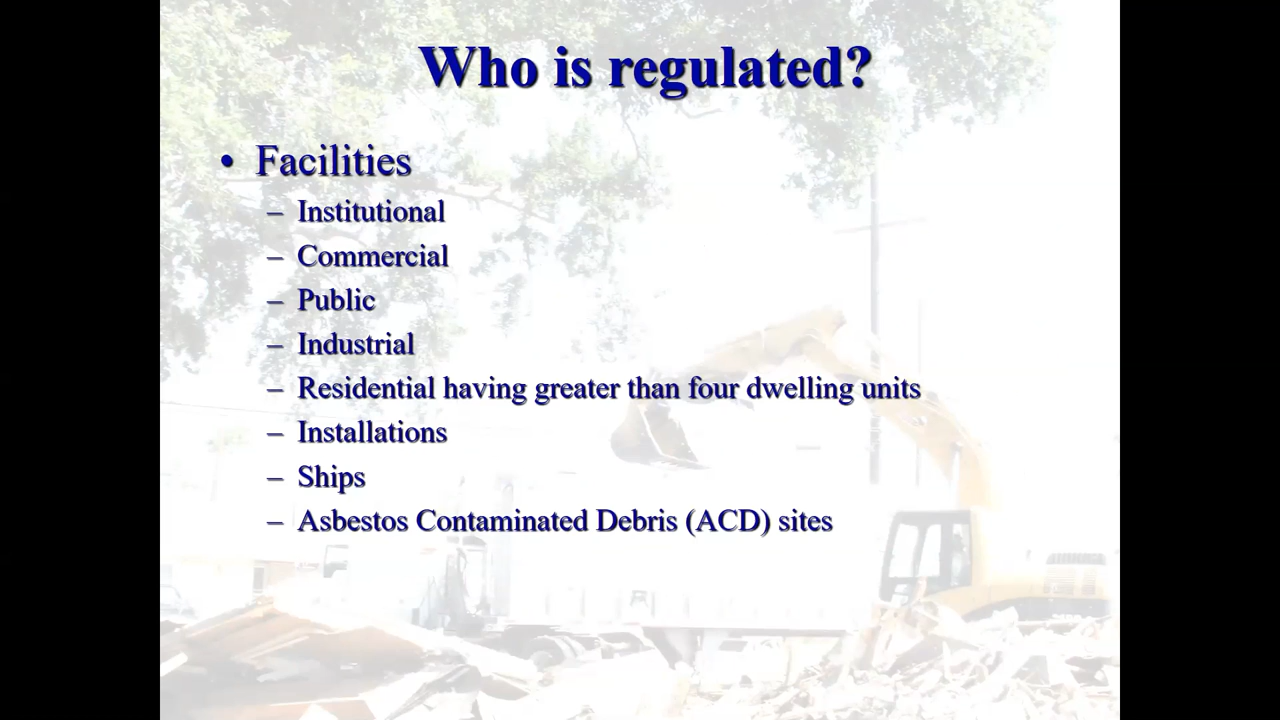 Who is regulated?
• Facilities
– Institutional
– Commercial
– Public
– Industrial
– Residential having greater than four dwelling units
– Installations
– Ships
– Asbestos Contaminated Debris (ACD) sites